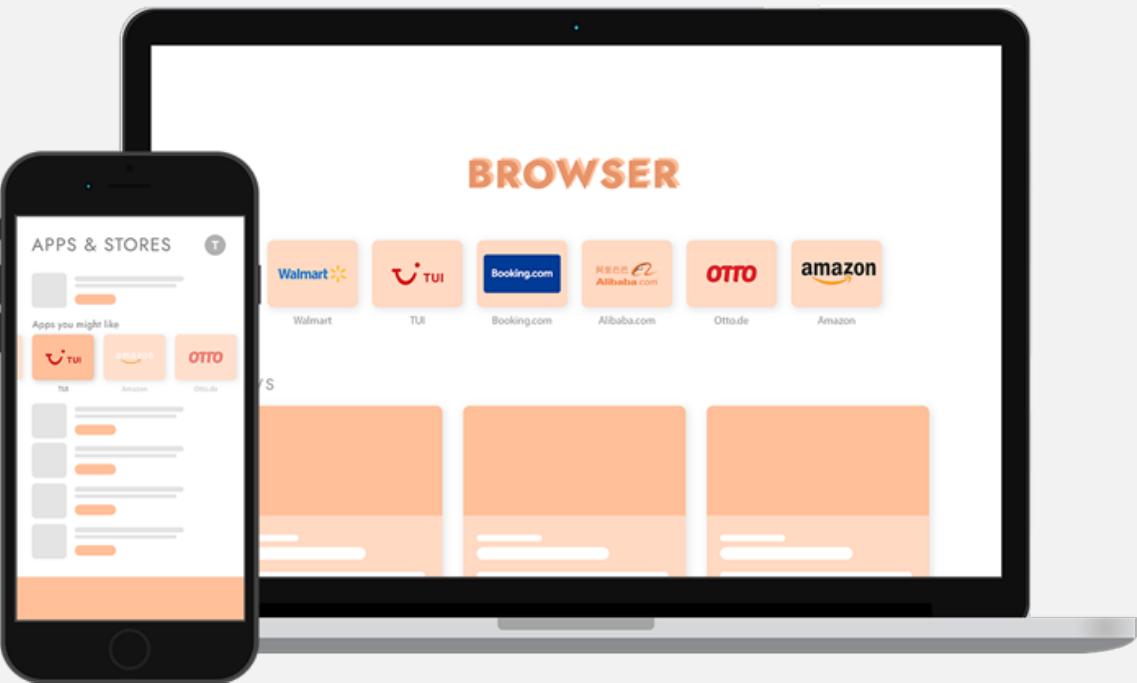 BROWSER
Walmart
TUI
Booking.com
阿里巴巴
Alibaba.com
OTTO
amazon
Walmart
TUI
Booking.com
Alibaba.com
Otto.de
Amazon
APPS & STORES
T
Apps you might like
TUI
amazon
OTTO
TUI
Amazon
Otto.de